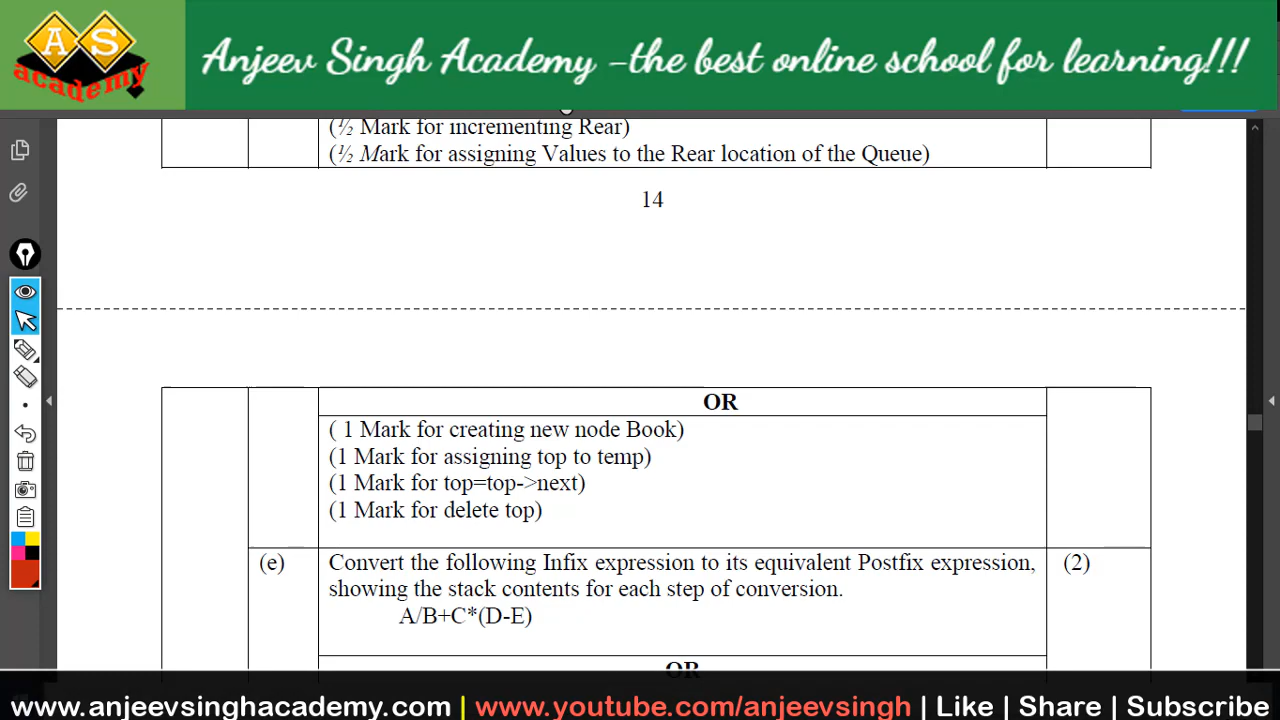 A S
academy
Anjeev Singh Academy –the best online school for learning!!!
(½ Mark for incrementing Rear)
(½ Mark for assigning Values to the Rear location of the Queue)
14
OR
( 1 Mark for creating new node Book)
(1 Mark for assigning top to temp)
(1 Mark for top=top->next)
(1 Mark for delete top)
(e) Convert the following Infix expression to its equivalent Postfix expression, (2)
showing the stack contents for each step of conversion.
A/B+C*(D-E)
OR
www.anjeevsinghacademy.com | www.youtube.com/anjeevsingh | Like | Share | Subscribe